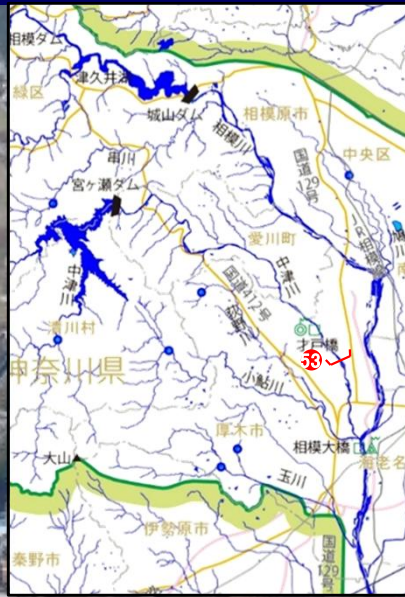 相模ダム
津久井湖
緑区
城山ダム
相模川
相模原市
串川
国道129号
中央区
宮ヶ瀬ダム
JR相模
愛川町
中津川
中津川
国道412号
荻野川
清川村
才戸橋
53
神奈川県
小鮎川
厚木市
相模大橋
海老名
大山
玉川
伊勢原市
国道129
秦野市